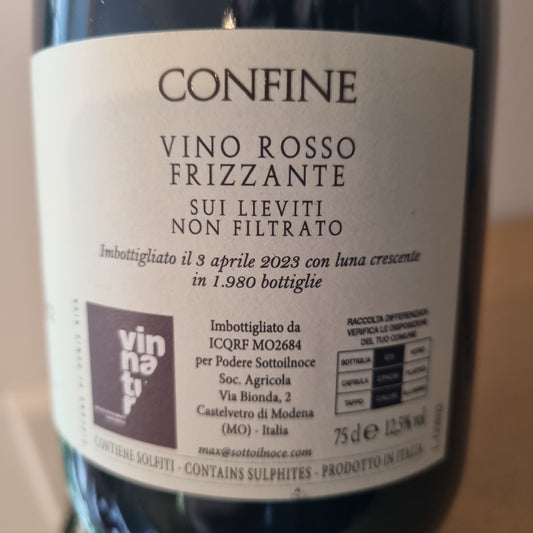 CONFINE
VINO ROSSO
FRIZZANTE
SUI LIEVITI
NON FILTRATO
Imbottigliato il 3 aprile 2023 con luna crescente
in 1.980 bottiglie
vin
na
tur
Imbottigliato da
ICQRF MO2684
per Podere Sottoilnoce
Soc. Agricola
Via Bionda, 2
Castelvetro di Modena
(MO) - Italia
max@sottoilnoce.com
RACCOLTA DIFFERENZIATA
VERIFICA LE DISPOSIZIONI
DEL TUO COMUNE
BOTTIGLIA VETRO
CAPSULA PLASTICA
TAPPO
75 cl e 12,5% vol
CONTIENE SOLFITI - CONTAINS SULPHITES - PRODOTTO IN ITALIA